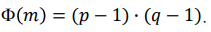 Φ(m) = (p − 1) · (q − 1).